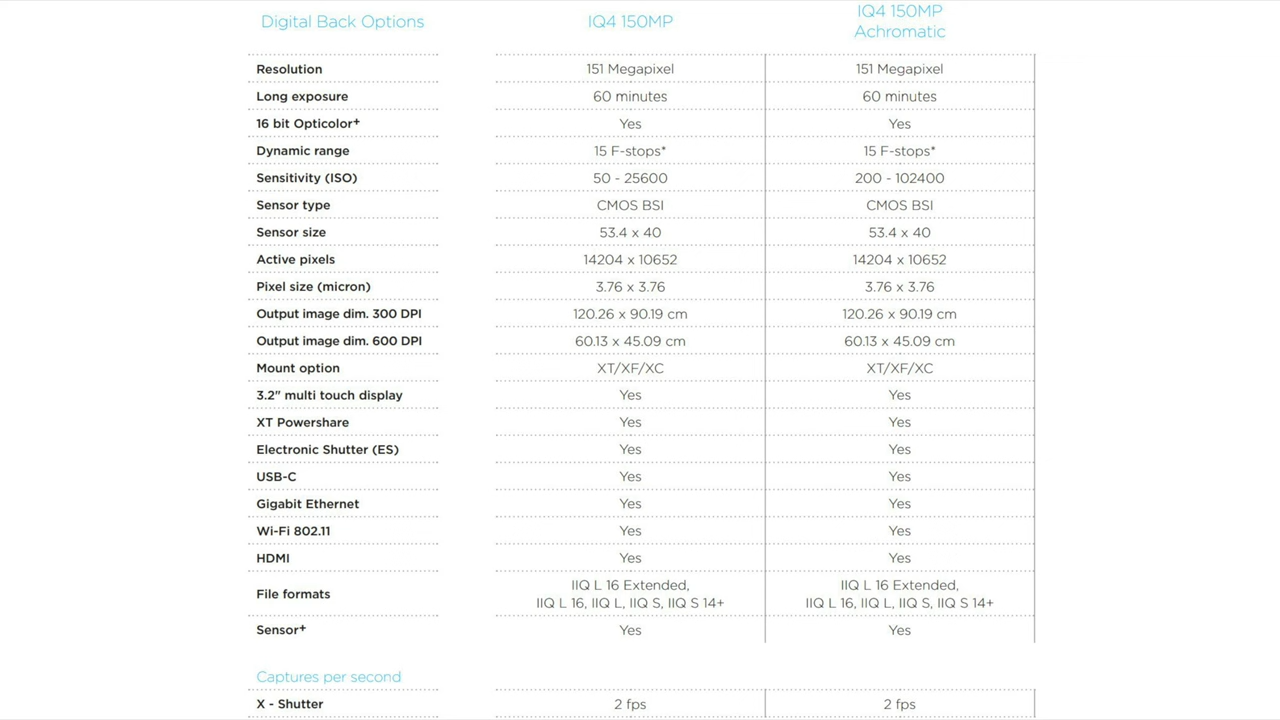 Digital Back Options IQ4 150MP IQ4 150MP
Achromatic
Resolution 151 Megapixel 151 Megapixel
Long exposure 60 minutes 60 minutes
16 bit Opticolor+ Yes Yes
Dynamic range 15 F-stops* 15 F-stops*
Sensitivity (ISO) 50 - 25600 200 - 102400
Sensor type CMOS BSI CMOS BSI
Sensor size 53.4 x 40 53.4 x 40
Active pixels 14204 x 10652 14204 x 10652
Pixel size (micron) 3.76 x 3.76 3.76 x 3.76
Output image dim. 300 DPI 120.26 x 90.19 cm 120.26 x 90.19 cm
Output image dim. 600 DPI 60.13 x 45.09 cm 60.13 x 45.09 cm
Mount option XT/XF/XC XT/XF/XC
3.2" multi touch display Yes Yes
XT Powershare Yes Yes
Electronic Shutter (ES) Yes Yes
USB-C Yes Yes
Gigabit Ethernet Yes Yes
Wi-Fi 802.11 Yes Yes
HDMI Yes Yes
File formats IIQ L 16 Extended, IIQ L 16 Extended,
IIQ L 16, IIQ L, IIQ S, IIQ S 14+ IIQ L 16, IIQ L, IIQ S, IIQ S 14+
Sensor+ Yes Yes
Captures per second
X - Shutter 2 fps 2 fps